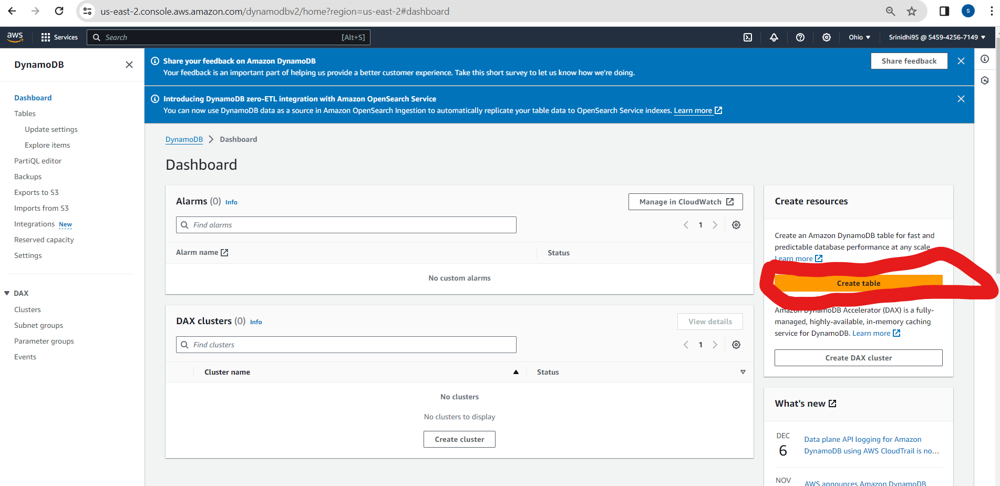 us-east-2.console.aws.amazon.com/dynamodbv2/home?region=us-east-2#dashboard
S
aws
Services
Search
[Alt+S]
Ohio
Srinidhi95 @ 5459-4256-7149
DynamoDB
Dashboard
Tables
Update settings
Explore items
PartiQL editor
Backups
Exports to S3
Imports from S3
Integrations New
Reserved capacity
Settings
DAX
Clusters
Subnet groups
Parameter groups
Events
Share your feedback on Amazon DynamoDB
Your feedback is an important part of helping us provide a better customer experience. Take this short survey to let us know how we're doing.
Share feedback
Introducing DynamoDB zero-ETL integration with Amazon OpenSearch Service
You can now use DynamoDB data as a source in Amazon OpenSearch Ingestion to automatically replicate your table data to OpenSearch Service indexes. Learn more
DynamoDB
Dashboard
Dashboard
Alarms (0) Info
Manage in CloudWatch
Find alarms
1
Alarm name
Status
No custom alarms
DAX clusters (0) Info
View details
Find clusters
1
Cluster name
Status
No clusters
No clusters to display
Create cluster
Create resources
Create an Amazon DynamoDB table for fast and
predictable database performance at any scale.
Learn more
Create table
Amazon DynamoDB Accelerator (DAX) is a fully-
managed, highly-available, in-memory caching
service for DynamoDB. Learn more
Create DAX cluster
What's new
DEC
6
Data plane API logging for Amazon
DynamoDB using AWS CloudTrail is no...
NOV
AWS announces Amazon DynamoDB